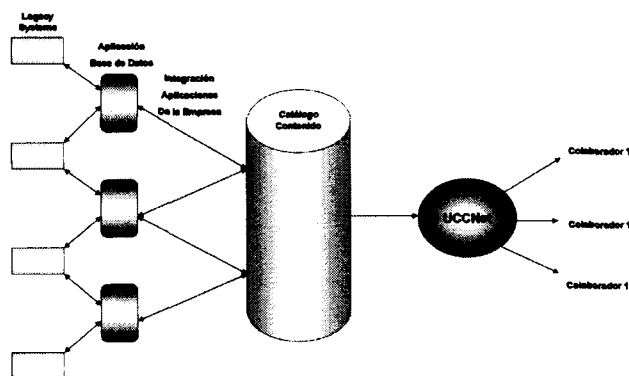 Legacy
Systems
Aplicación
Base de Datos
Integración
Aplicaciones
De la Empresa
Catálogo
Contenido
UCCNet
Colaborador 1
Colaborador 1
Colaborador 1